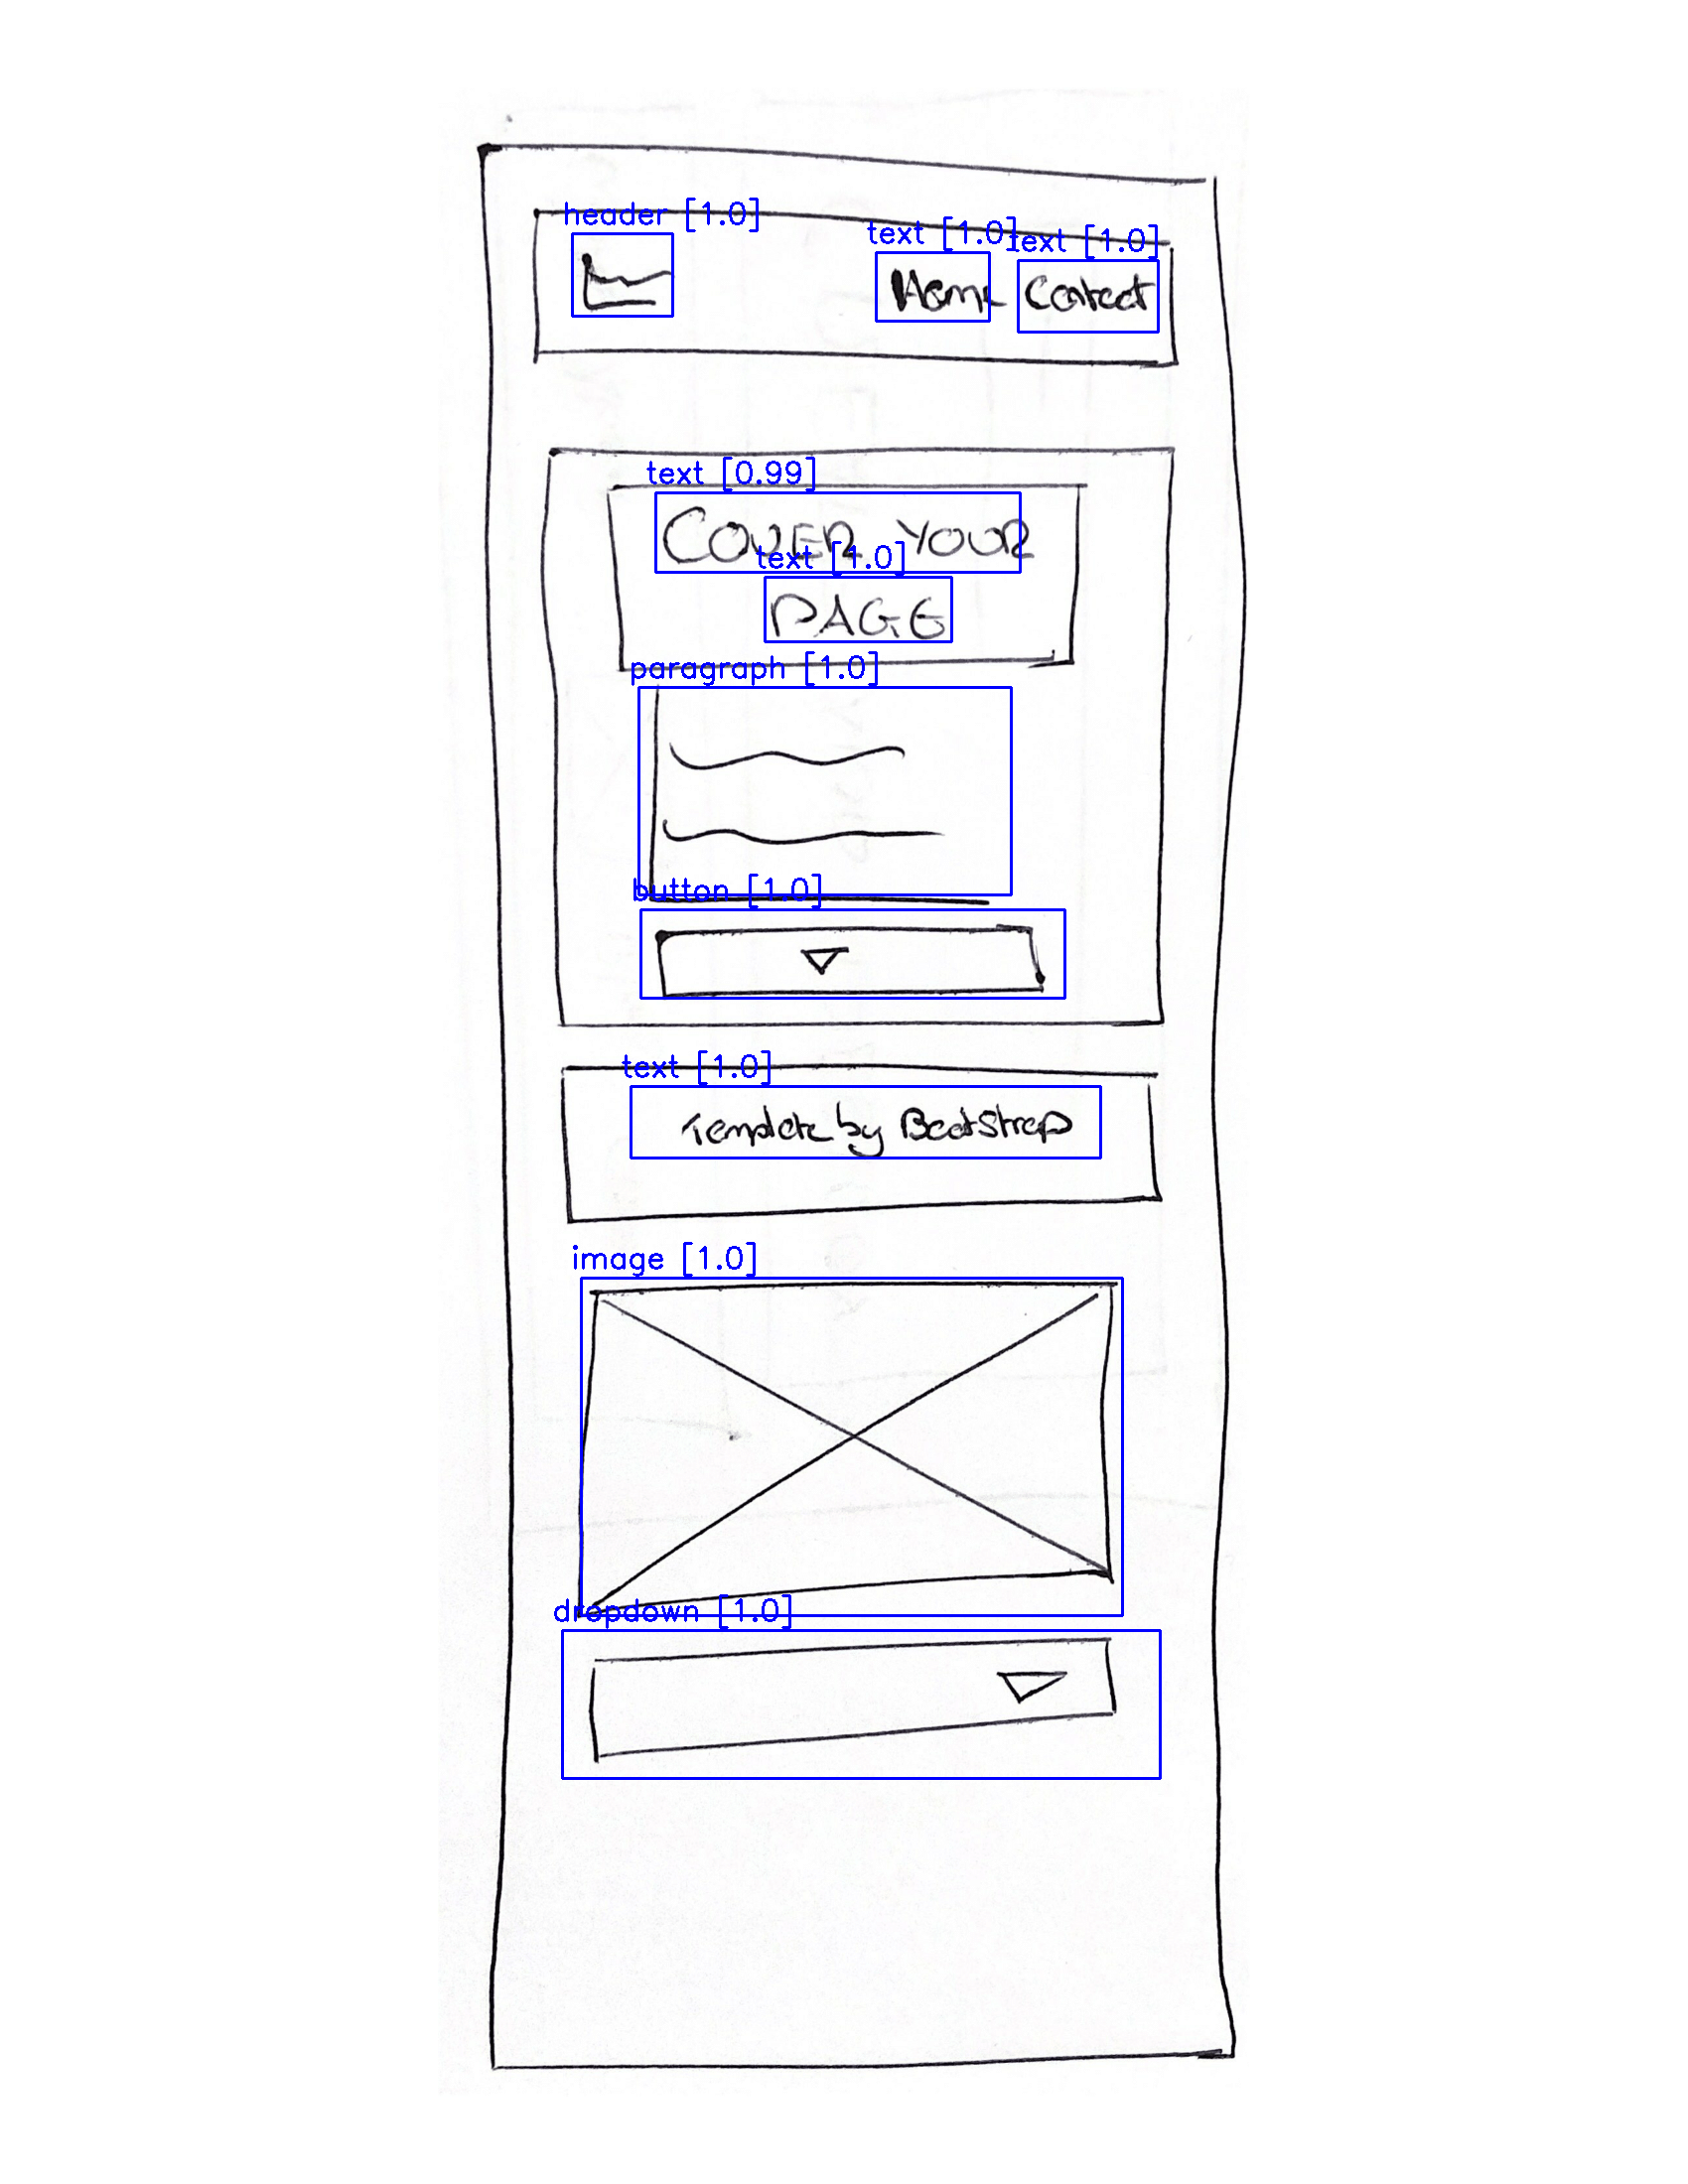 header [1.0]
text [1.0]
text [1.0]
Home
Contact
text [0.99]
COVER YOUR
text [1.0]
PAGE
paragraph [1.0]
button [1.0]
text [1.0]
Template by BootStrap
image [1.0]
dropdown [1.0]